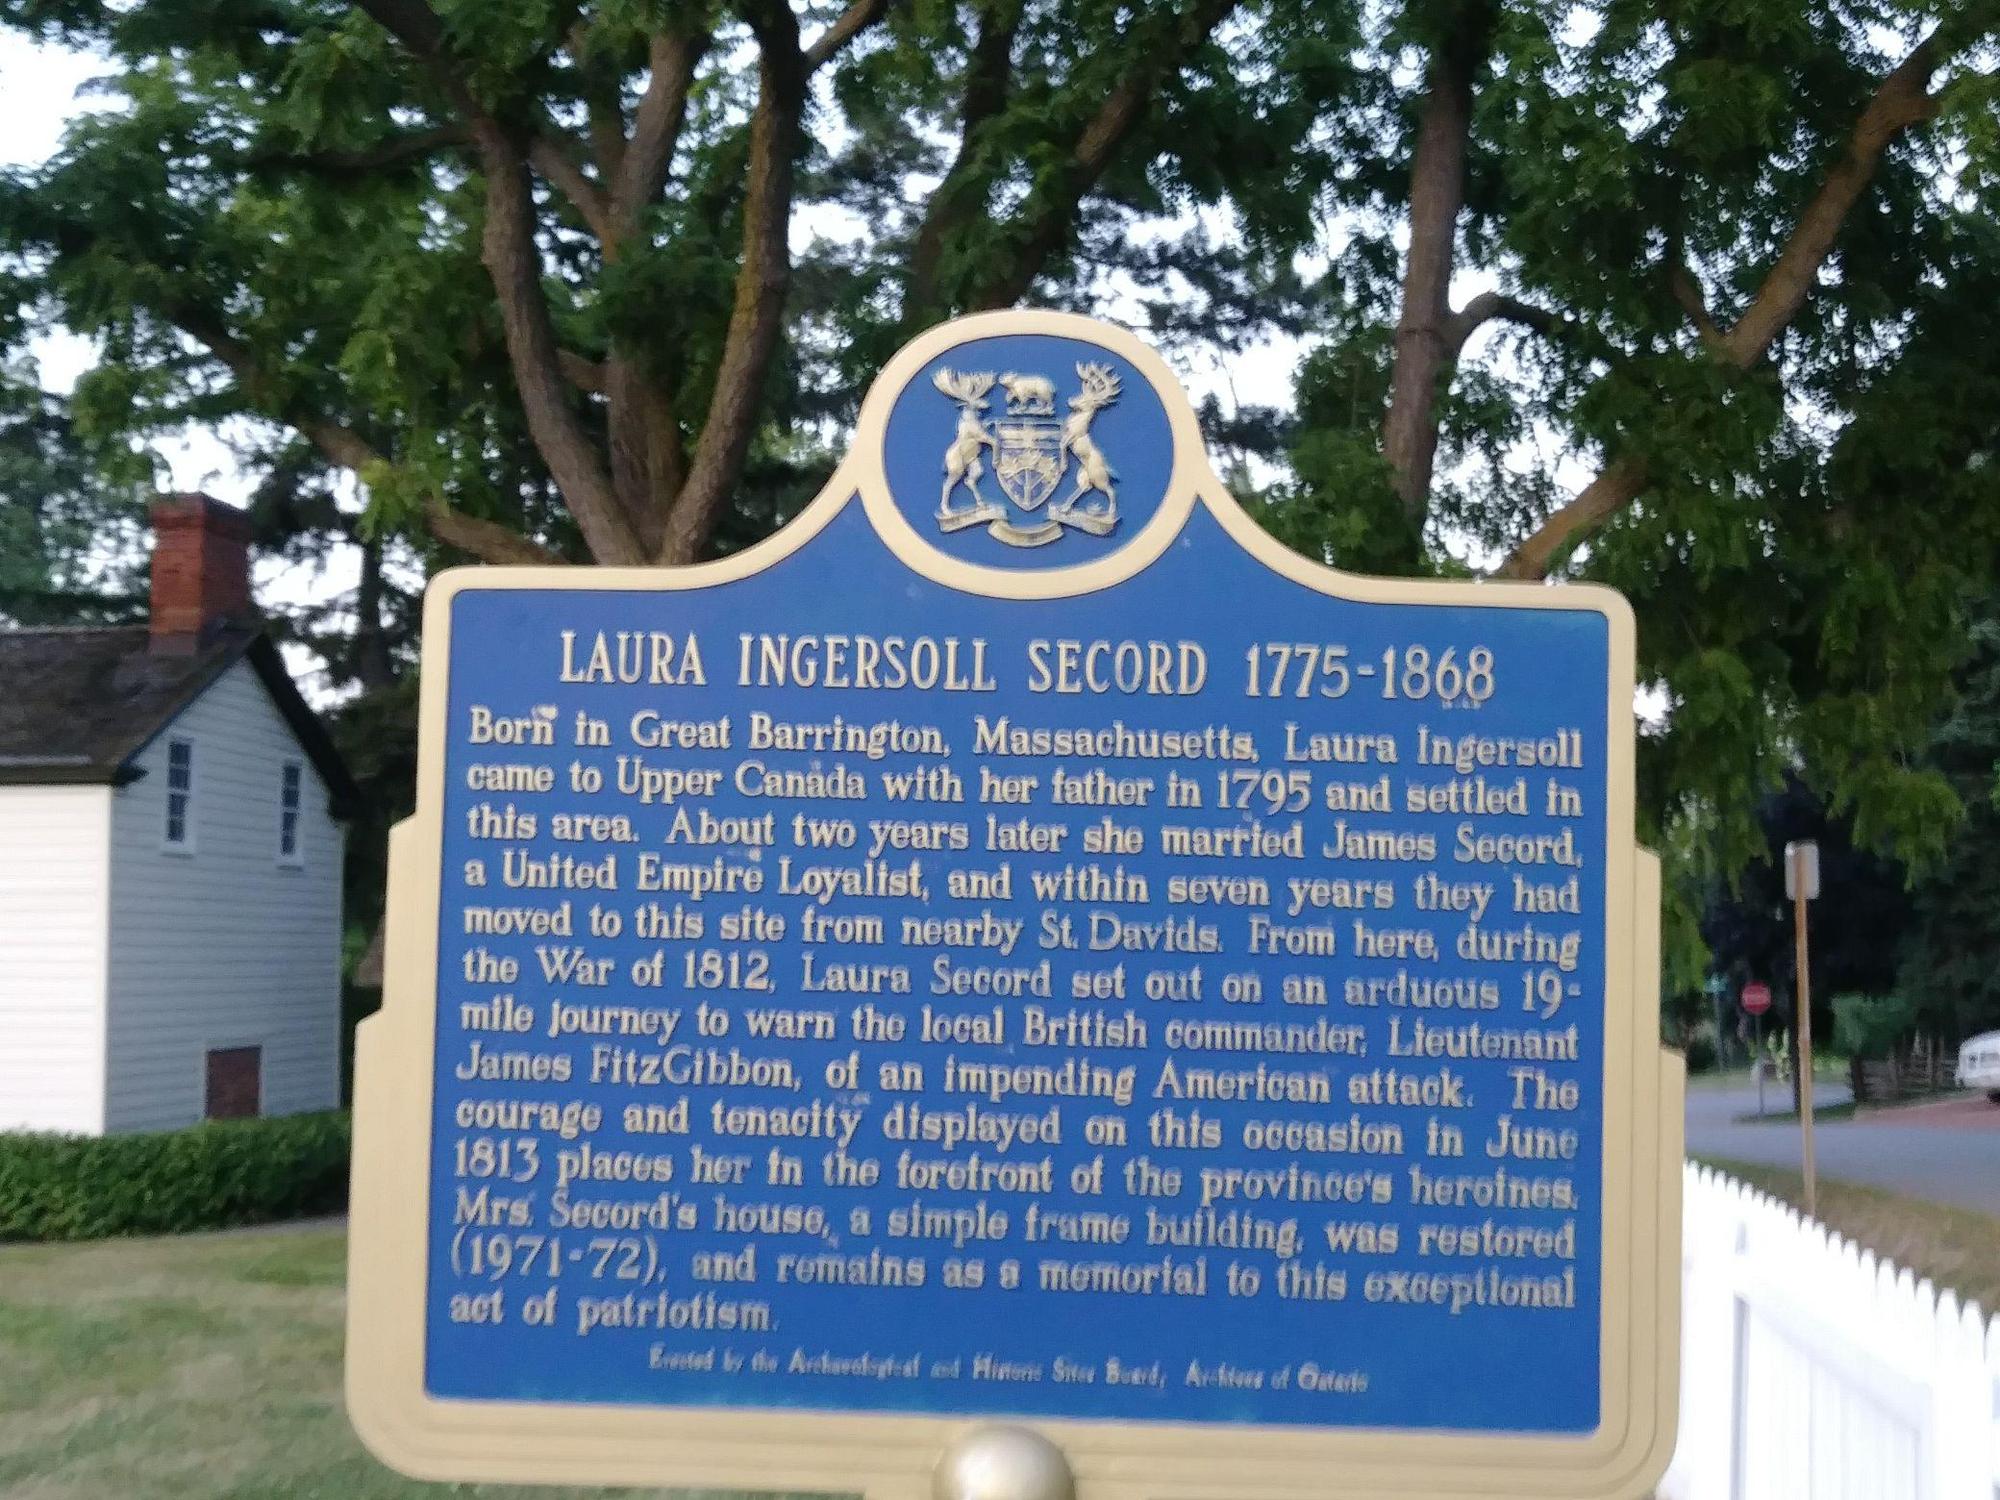 LAURA INGERSOLL SECORD 1775-1868
Born in Great Barrington, Massachusetts, Laura Ingersoll
came to Upper Canada with her father in 1795 and settled in
this area. About two years later she married James Secord,
a United Empire Loyalist, and within seven years they had
moved to this site from nearby St. Davids. From here, during
the War of 1812, Laura Secord set out on an arduous 19-
mile journey to warn the local British commander, Lieutenant
James FitzGibbon, of an impending American attack. The
courage and tenacity displayed on this occasion in June
1813 places her in the forefront of the province's heroines.
Mrs. Secord's house, a simple frame building, was restored
(1971-72), and remains as a memorial to this exceptional
act of patriotism.
Erected by the Archaeological and Historic Sites Board, Archives of Ontario